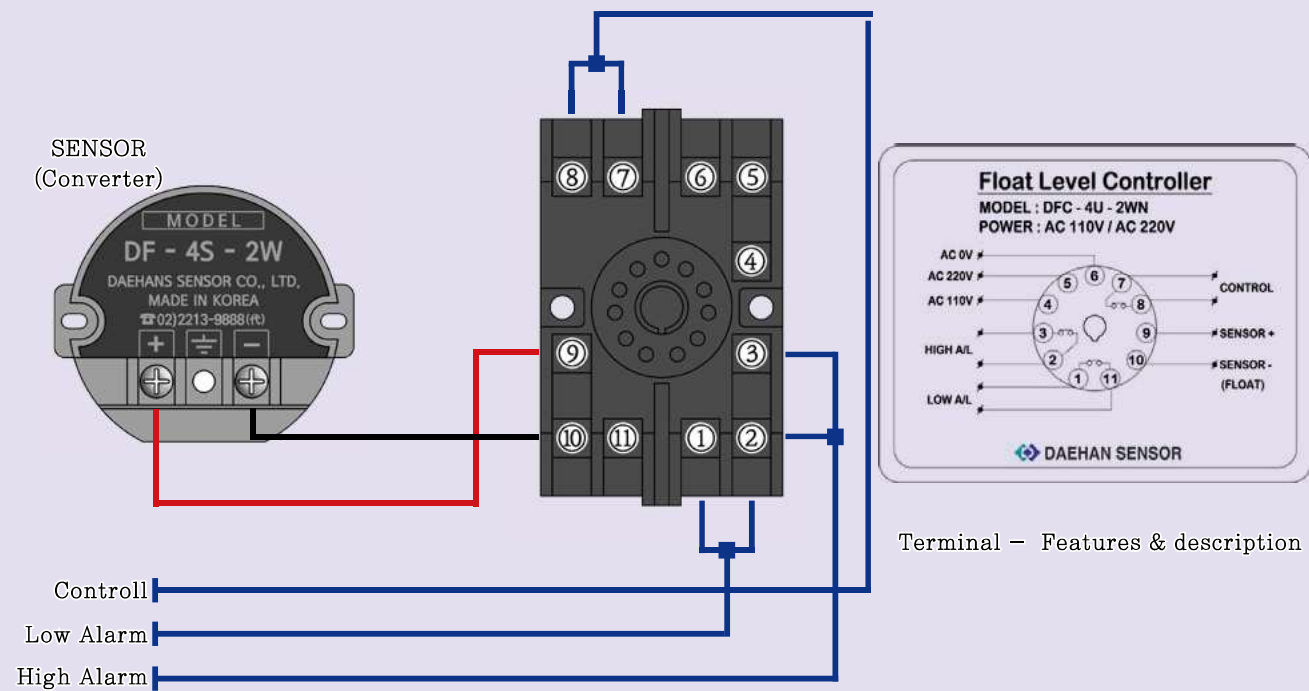 SENSOR
(Converter)
MODEL
DF - 4S - 2W
DAEHANS SENSOR CO., LTD.
MADE IN KOREA
☎02)2213-9888(代)
+ −
⑧ ⑦ ⑥ ⑤
④
⑨ ③
⑩ ⑪ ① ②
Controll
Low Alarm
High Alarm
Float Level Controller
MODEL : DFC - 4U - 2WN
POWER : AC 110V / AC 220V
AC 0V
AC 220V
AC 110V
HIGH A/L
LOW A/L
5 6 7
4 8
3 9
2 10
1 11
CONTROL
SENSOR +
SENSOR -
(FLOAT)
DAEHAN SENSOR
Terminal - Features & description